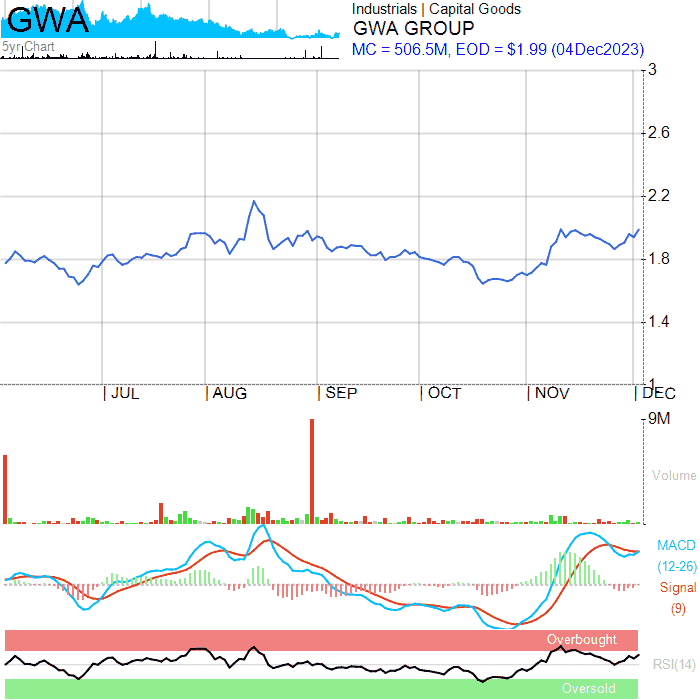 GWA
5yr Chart
Industrials | Capital Goods
GWA GROUP
MC = 506.5M, EOD = $1.99 (04Dec2023)
3
2.6
2.2
1.8
1.4
1
JUL AUG SEP OCT NOV DEC
9M
Volume
MACD
(12-26)
Signal
(9)
Overbought
RSI(14)
Oversold